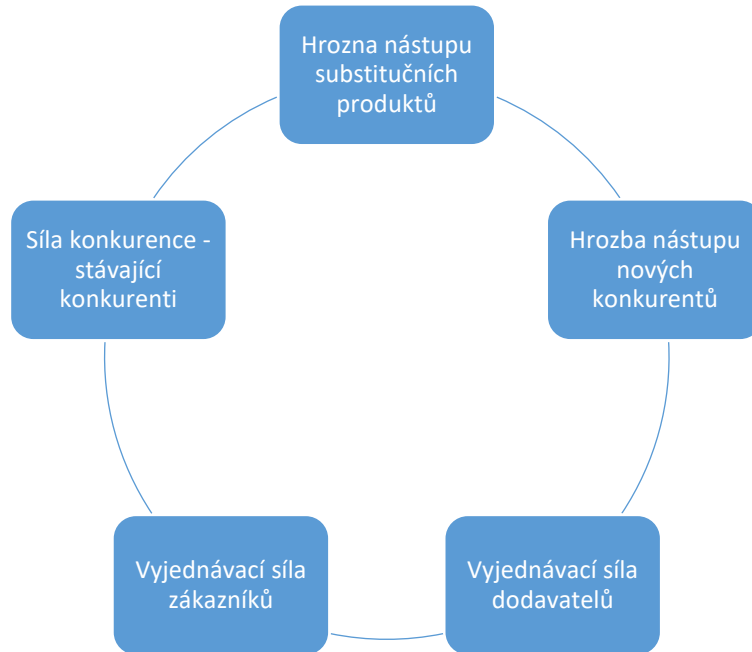 Hrozna nástupu
substitučních
produktů
Síla konkurence -
stávající
konkurenti
Hrozba nástupu
nových
konkurentů
Vyjednávací síla
zákazníků
Vyjednávací síla
dodavatelů